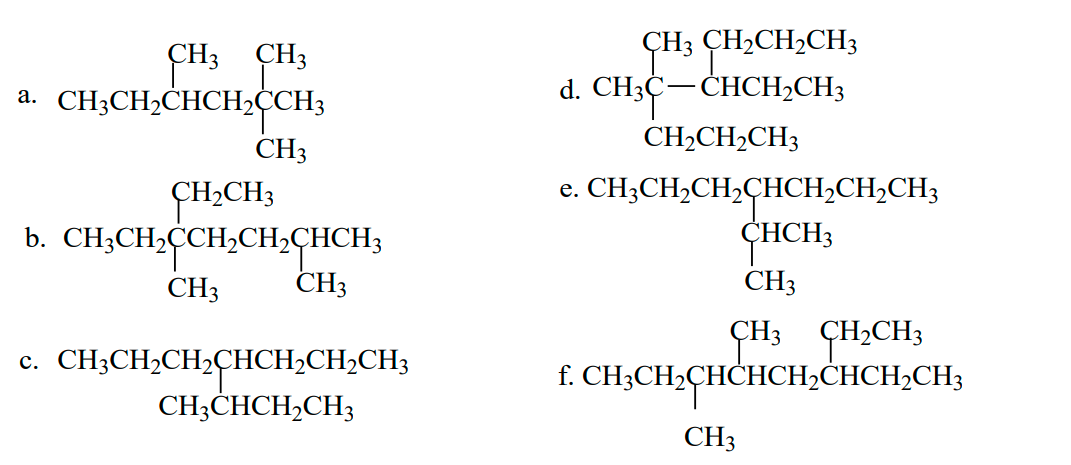 CH₃ CH₃
a. CH₃CH₂CHCH₂CCH₃
CH₃
CH₂CH₃
b. CH₃CH₂CCH₂CH₂CHCH₃
CH₃ CH₃
c. CH₃CH₂CH₂CHCH₂CH₂CH₃
CH₃CHCH₂CH₃
CH₃ CH₂CH₂CH₃
d. CH₃C—CHCH₂CH₃
CH₂CH₂CH₃
e. CH₃CH₂CH₂CHCH₂CH₂CH₃
CHCH₃
CH₃
CH₃ CH₂CH₃
f. CH₃CH₂CHCHCH₂CHCH₂CH₃
CH₃